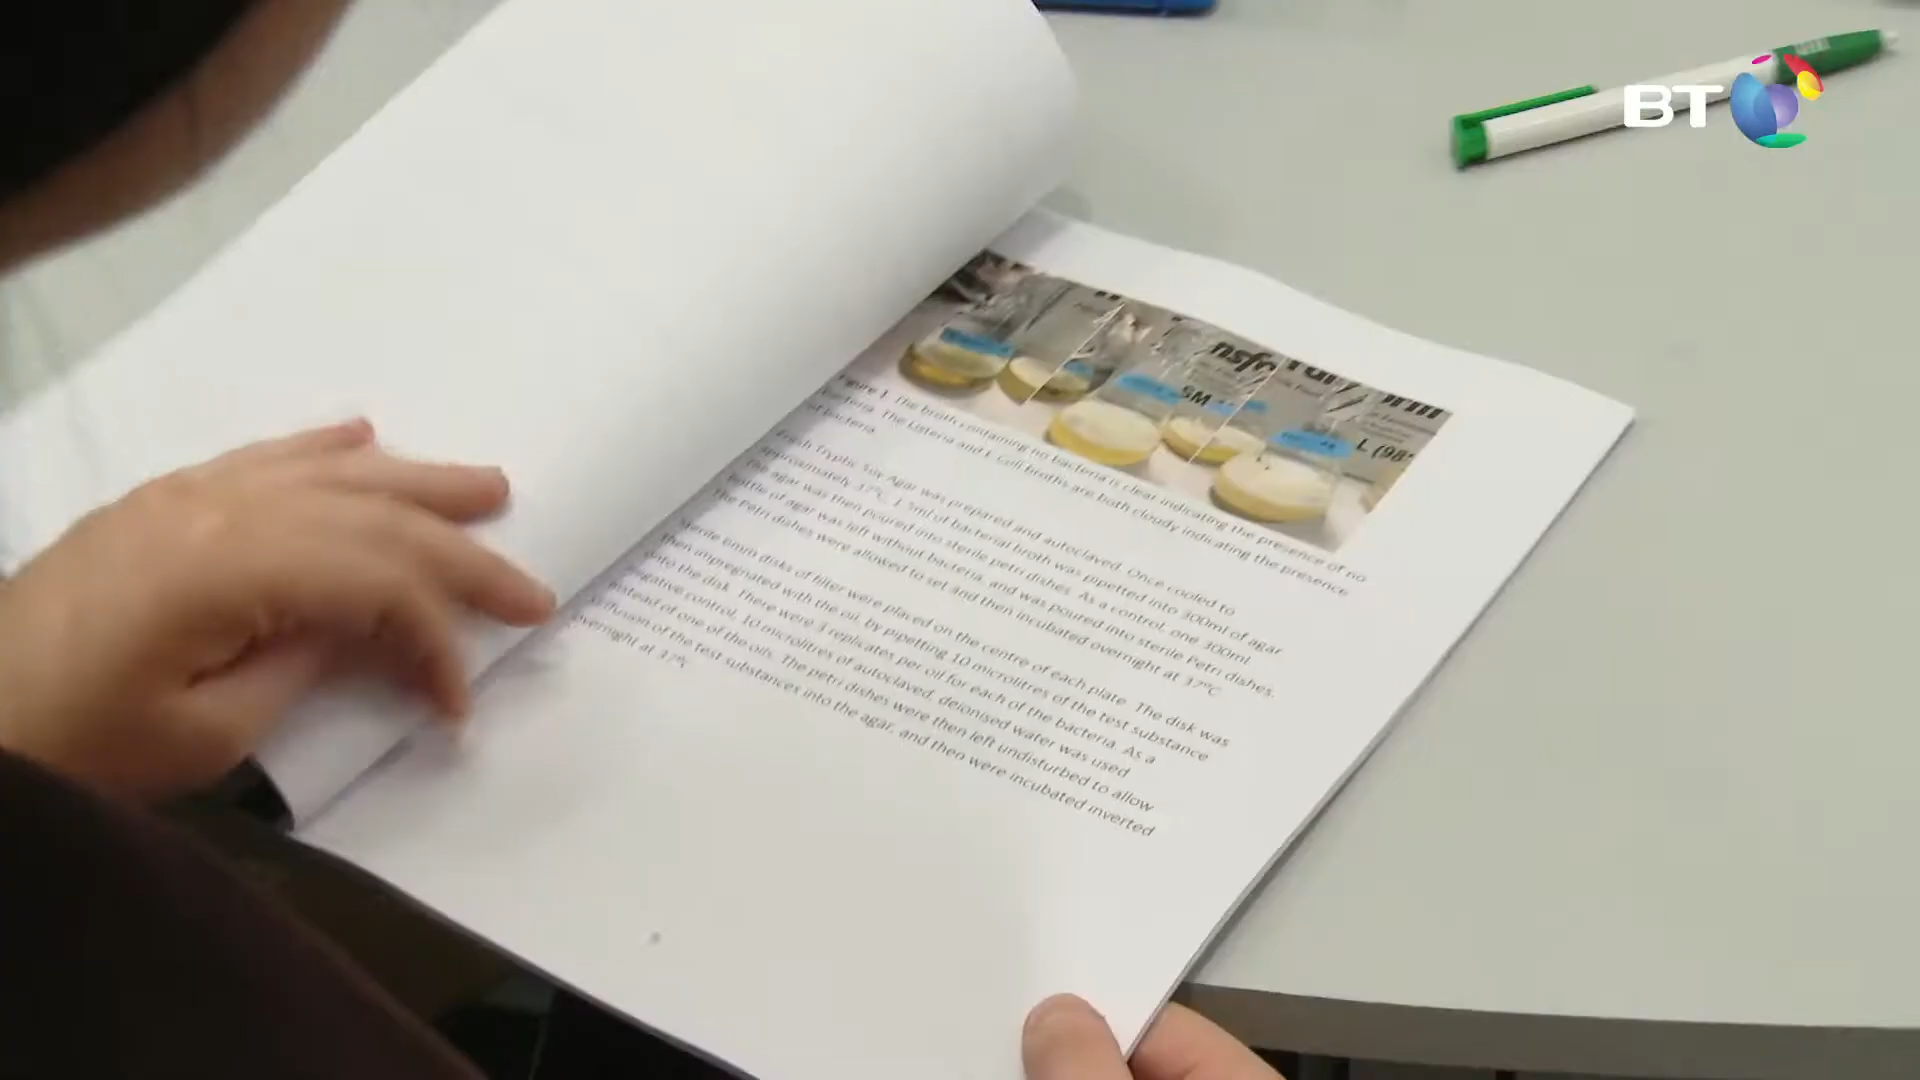 BT
nsfo
SM
L (98
Figure 1. The broth containing no bacteria is clear indicating the presence of no
bacteria. The Listeria and E. Coli broths are both cloudy indicating the presence
of bacteria.
Fresh Tryptic Soy Agar was prepared and autoclaved. Once cooled to
approximately 37°C, 1.5ml of bacterial broth was pipetted into 300ml of agar
The agar was then poured into sterile petri dishes. As a control, one 300ml
bottle of agar was left without bacteria, and was poured into sterile Petri dishes.
The Petri dishes were allowed to set and then incubated overnight at 37°C
Sterile 6mm disks of filter were placed on the centre of each plate. The disk was
then impregnated with the oil, by pipetting 10 microlitres of the test substance
onto the disk. There were 3 replicates per oil for each of the bacteria. As a
negative control, 10 microlitres of autoclaved, deionised water was used
instead of one of the oils. The petri dishes were then left undisturbed to allow
diffusion of the test substances into the agar, and then were incubated inverted
overnight at 37°C